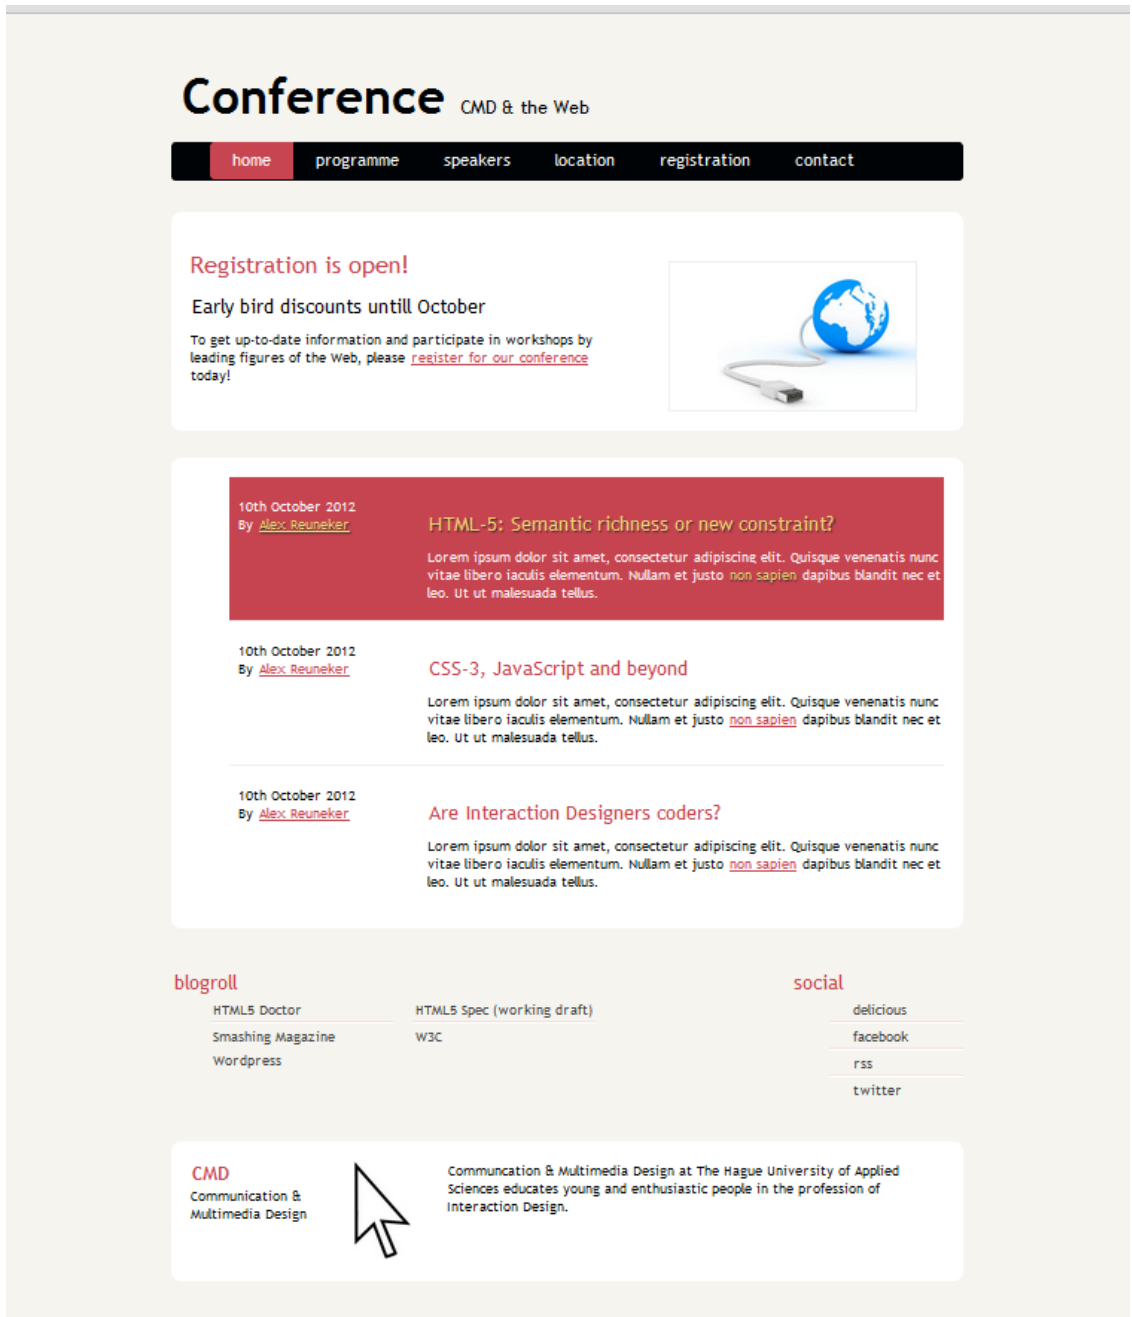 Conference CMD & the Web
home programme speakers location registration contact
Registration is open!
Early bird discounts untill October
To get up-to-date information and participate in workshops by
leading figures of the Web, please register for our conference
today!
10th October 2012
By Alex Reuneker
HTML-5: Semantic richness or new constraint?
Lorem ipsum dolor sit amet, consectetur adipiscing elit. Quisque venenatis nunc
vitae libero iaculis elementum. Nullam et justo non sapien dapibus blandit nec et
leo. Ut ut malesuada tellus.
10th October 2012
By Alex Reuneker
CSS-3, JavaScript and beyond
Lorem ipsum dolor sit amet, consectetur adipiscing elit. Quisque venenatis nunc
vitae libero iaculis elementum. Nullam et justo non sapien dapibus blandit nec et
leo. Ut ut malesuada tellus.
10th October 2012
By Alex Reuneker
Are Interaction Designers coders?
Lorem ipsum dolor sit amet, consectetur adipiscing elit. Quisque venenatis nunc
vitae libero iaculis elementum. Nullam et justo non sapien dapibus blandit nec et
leo. Ut ut malesuada tellus.
blogroll
HTML5 Doctor
Smashing Magazine
Wordpress
HTML5 Spec (working draft)
W3C
social
delicious
facebook
rss
twitter
CMD
Communication &
Multimedia Design
Communcation & Multimedia Design at The Hague University of Applied
Sciences educates young and enthusiastic people in the profession of
Interaction Design.